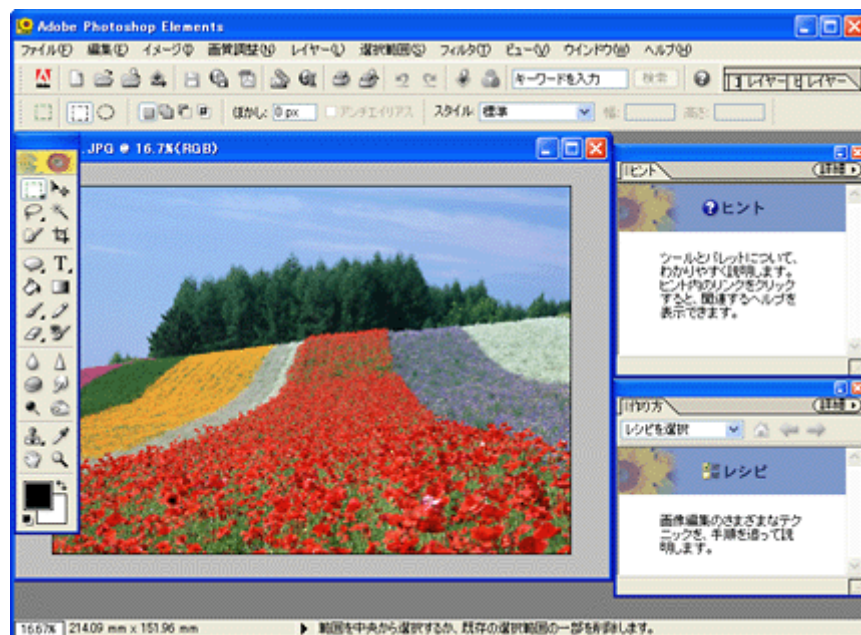 Adobe Photoshop Elements
ファイル(F) 編集(E) イメージ(I) 画質調整(N) レイヤー(L) 選択範囲(S) フィルタ(T) ビュー(V) ウインドウ(W) ヘルプ(H)
キーワードを入力 検索 レイヤー レイヤー
ぼかし: 0 px アンチエイリアス スタイル: 標準 幅: 高さ:
.JPG @ 16.7%(RGB)
ヒント 詳細
ヒント
ツールとパレットについて、
わかりやすく説明します。
ヒント内のリンクをクリック
すると、関連するヘルプを
表示できます。
作り方 詳細
レシピを選択
レシピ
画像編集のさまざまなテク
ニックを、手順を追って説
明します。
16.67% 214.09 mm x 151.96 mm 範囲を中央から選択するか、既存の選択範囲の一部を削除します。